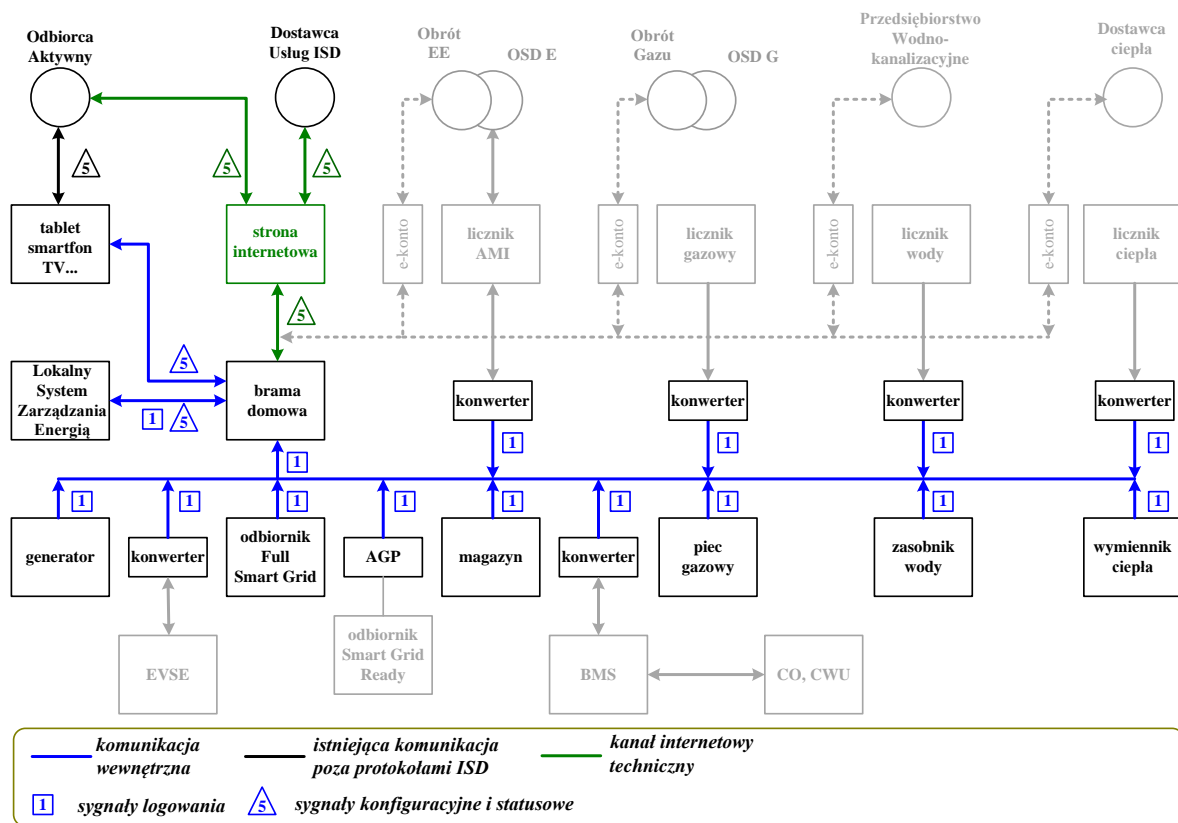 Odbiorca
Aktywny
Dostawca
Usług ISD
Obrót
EE
OSD E
Obrót
Gazu
OSD G
Przedsiębiorstwo
Wodno-
kanalizacyjne
Dostawca
ciepła
5
5
5
tablet
smartfon
TV...
strona
internetowa
e-konto
licznik
AMI
e-konto
licznik
gazowy
e-konto
licznik
wody
e-konto
licznik
ciepła
5
5
Lokalny
System
Zarządzania
Energią
1
5
brama
domowa
konwerter
konwerter
konwerter
konwerter
1
1
1
1
1
1
1
1
1
1
1
1
1
1
generator
konwerter
odbiornik
Full
Smart Grid
AGP
magazyn
konwerter
piec
gazowy
zasobnik
wody
wymiennik
ciepła
EVSE
odbiornik
Smart Grid
Ready
BMS
CO, CWU
komunikacja
wewnętrzna
istniejąca komunikacja
poza protokołami ISD
kanał internetowy
techniczny
1 sygnały logowania
5 sygnały konfiguracyjne i statusowe